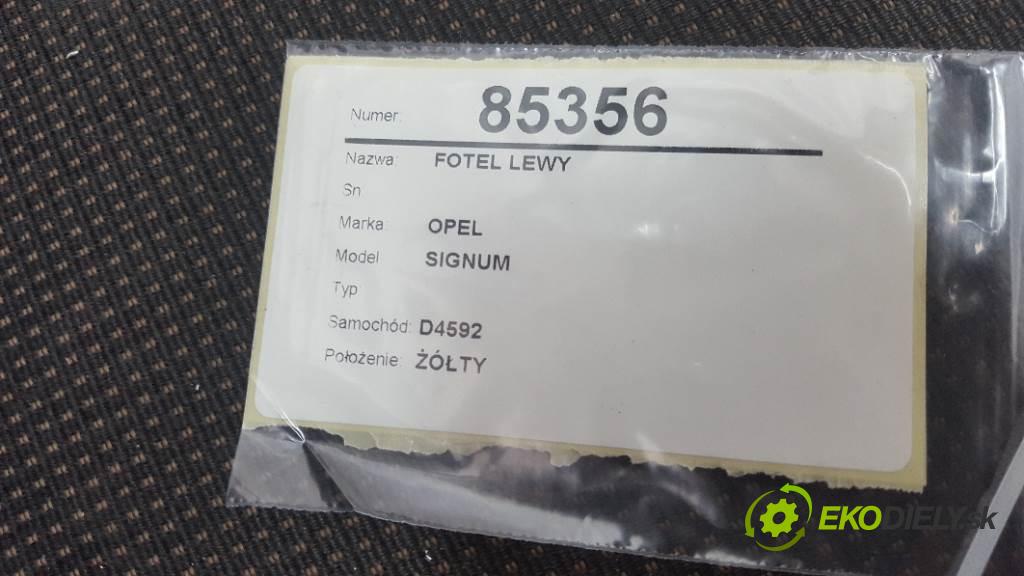 Numer: 85356
Nazwa: FOTEL LEWY
Sn
Marka: OPEL
Model SIGNUM
Typ
Samochód: D4592
Położenie: ŻÓŁTY
EKODIELY.sk